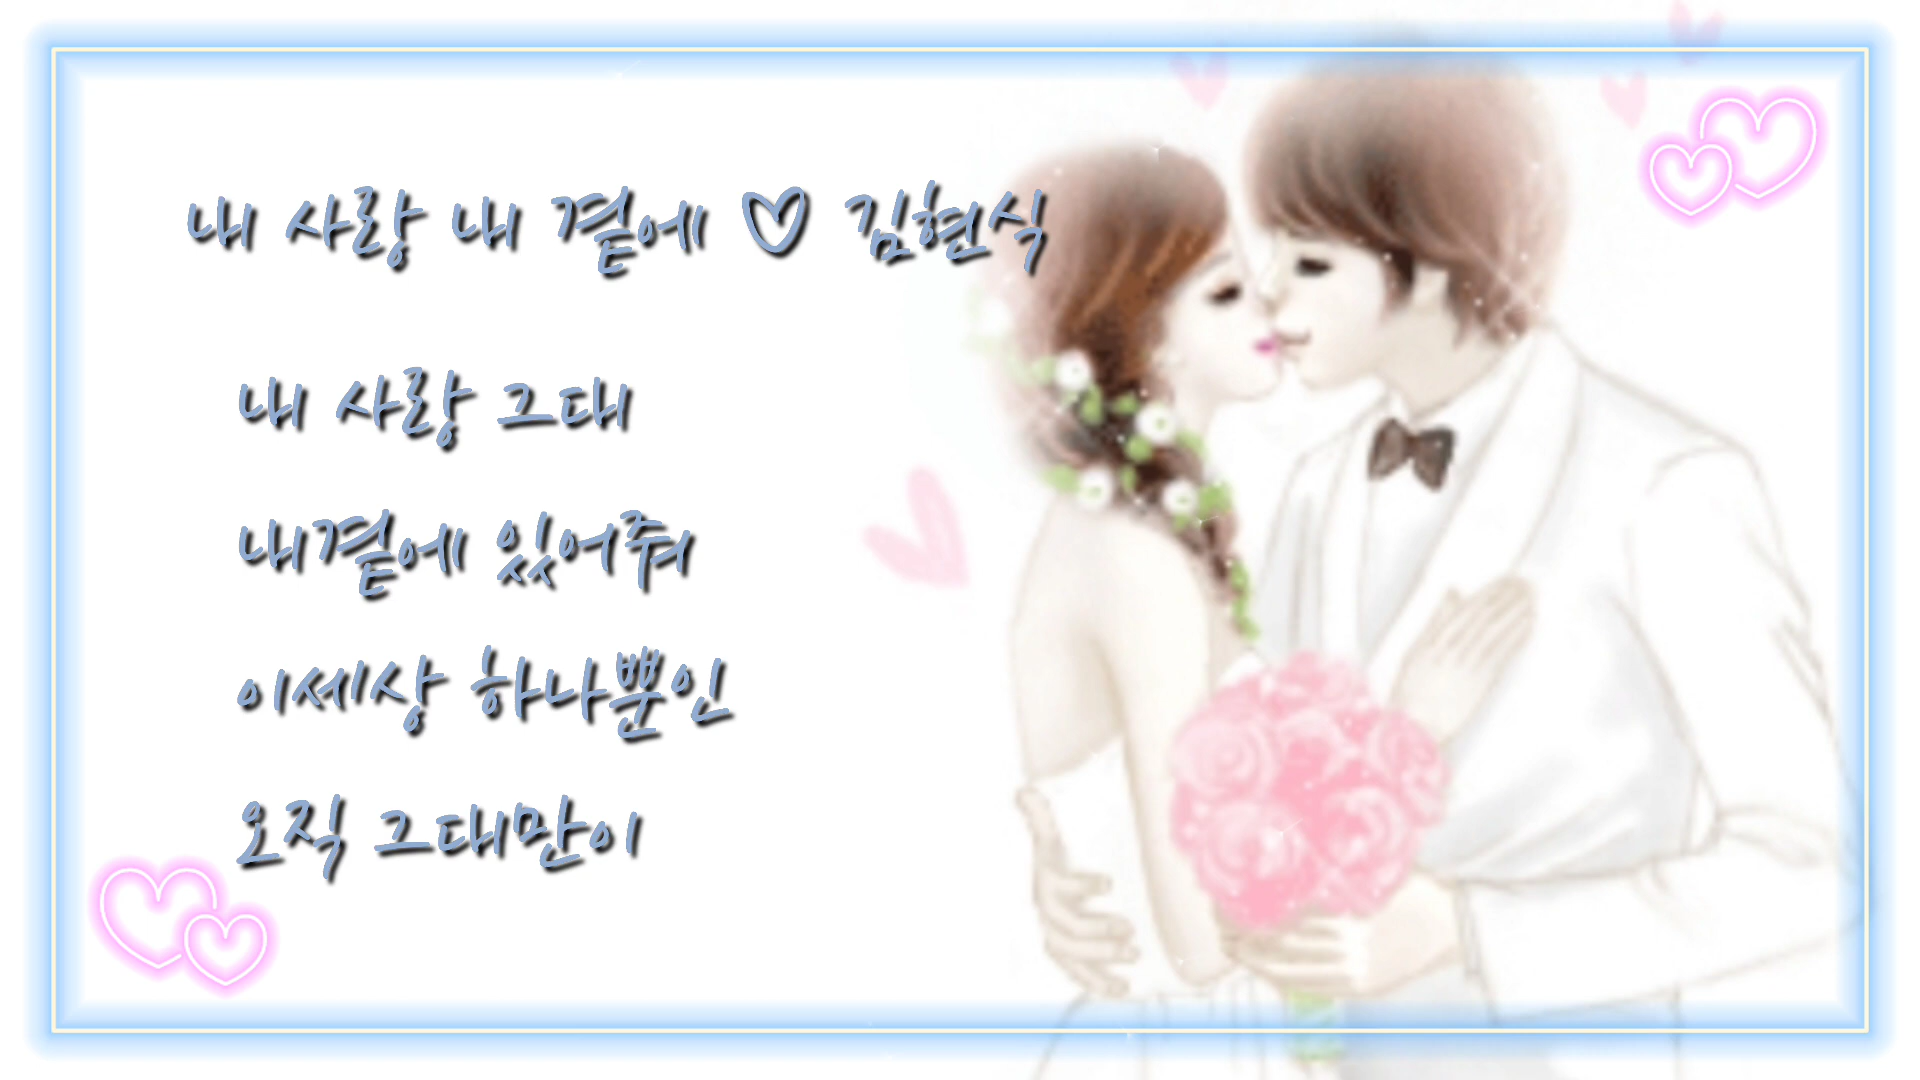 내 사랑 내 곁에 ♡ 김현식
내 사랑 그대
내곁에 있어줘
이세상 하나뿐인
오직 그대만이